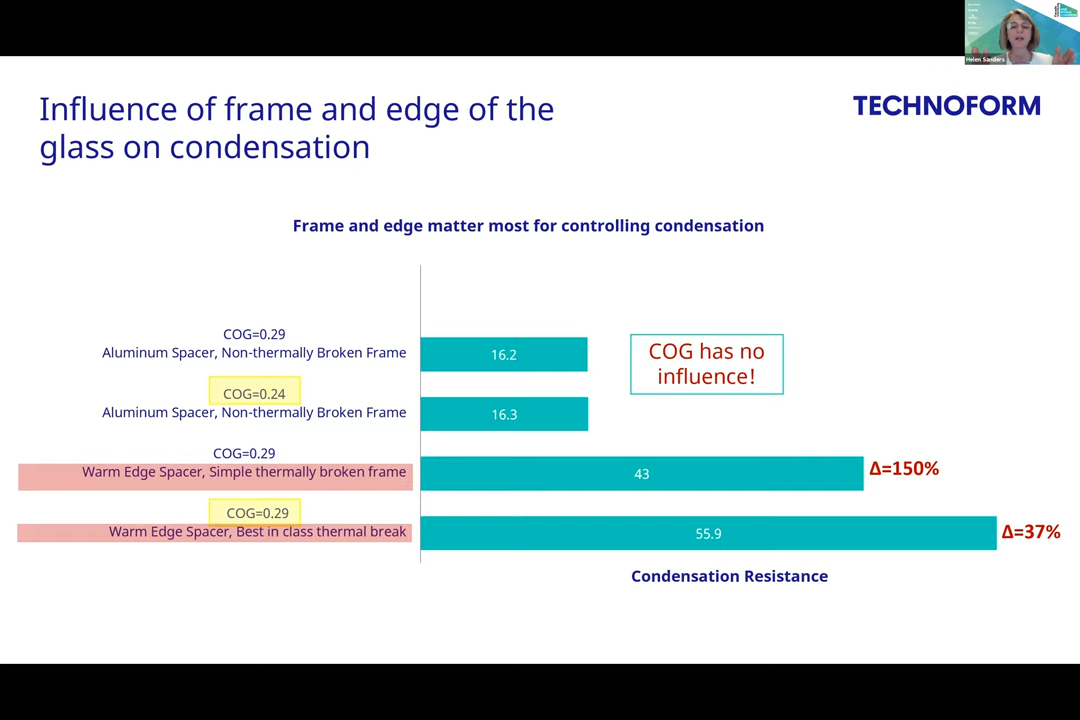 Helen Sanders
Influence of frame and edge of the
glass on condensation
TECHNOFORM
Frame and edge matter most for controlling condensation
COG=0.29
Aluminum Spacer, Non-thermally Broken Frame
16.2
COG has no
influence!
COG=0.24
Aluminum Spacer, Non-thermally Broken Frame
16.3
COG=0.29
Warm Edge Spacer, Simple thermally broken frame
43
Δ=150%
COG=0.29
Warm Edge Spacer, Best in class thermal break
55.9
Δ=37%
Condensation Resistance